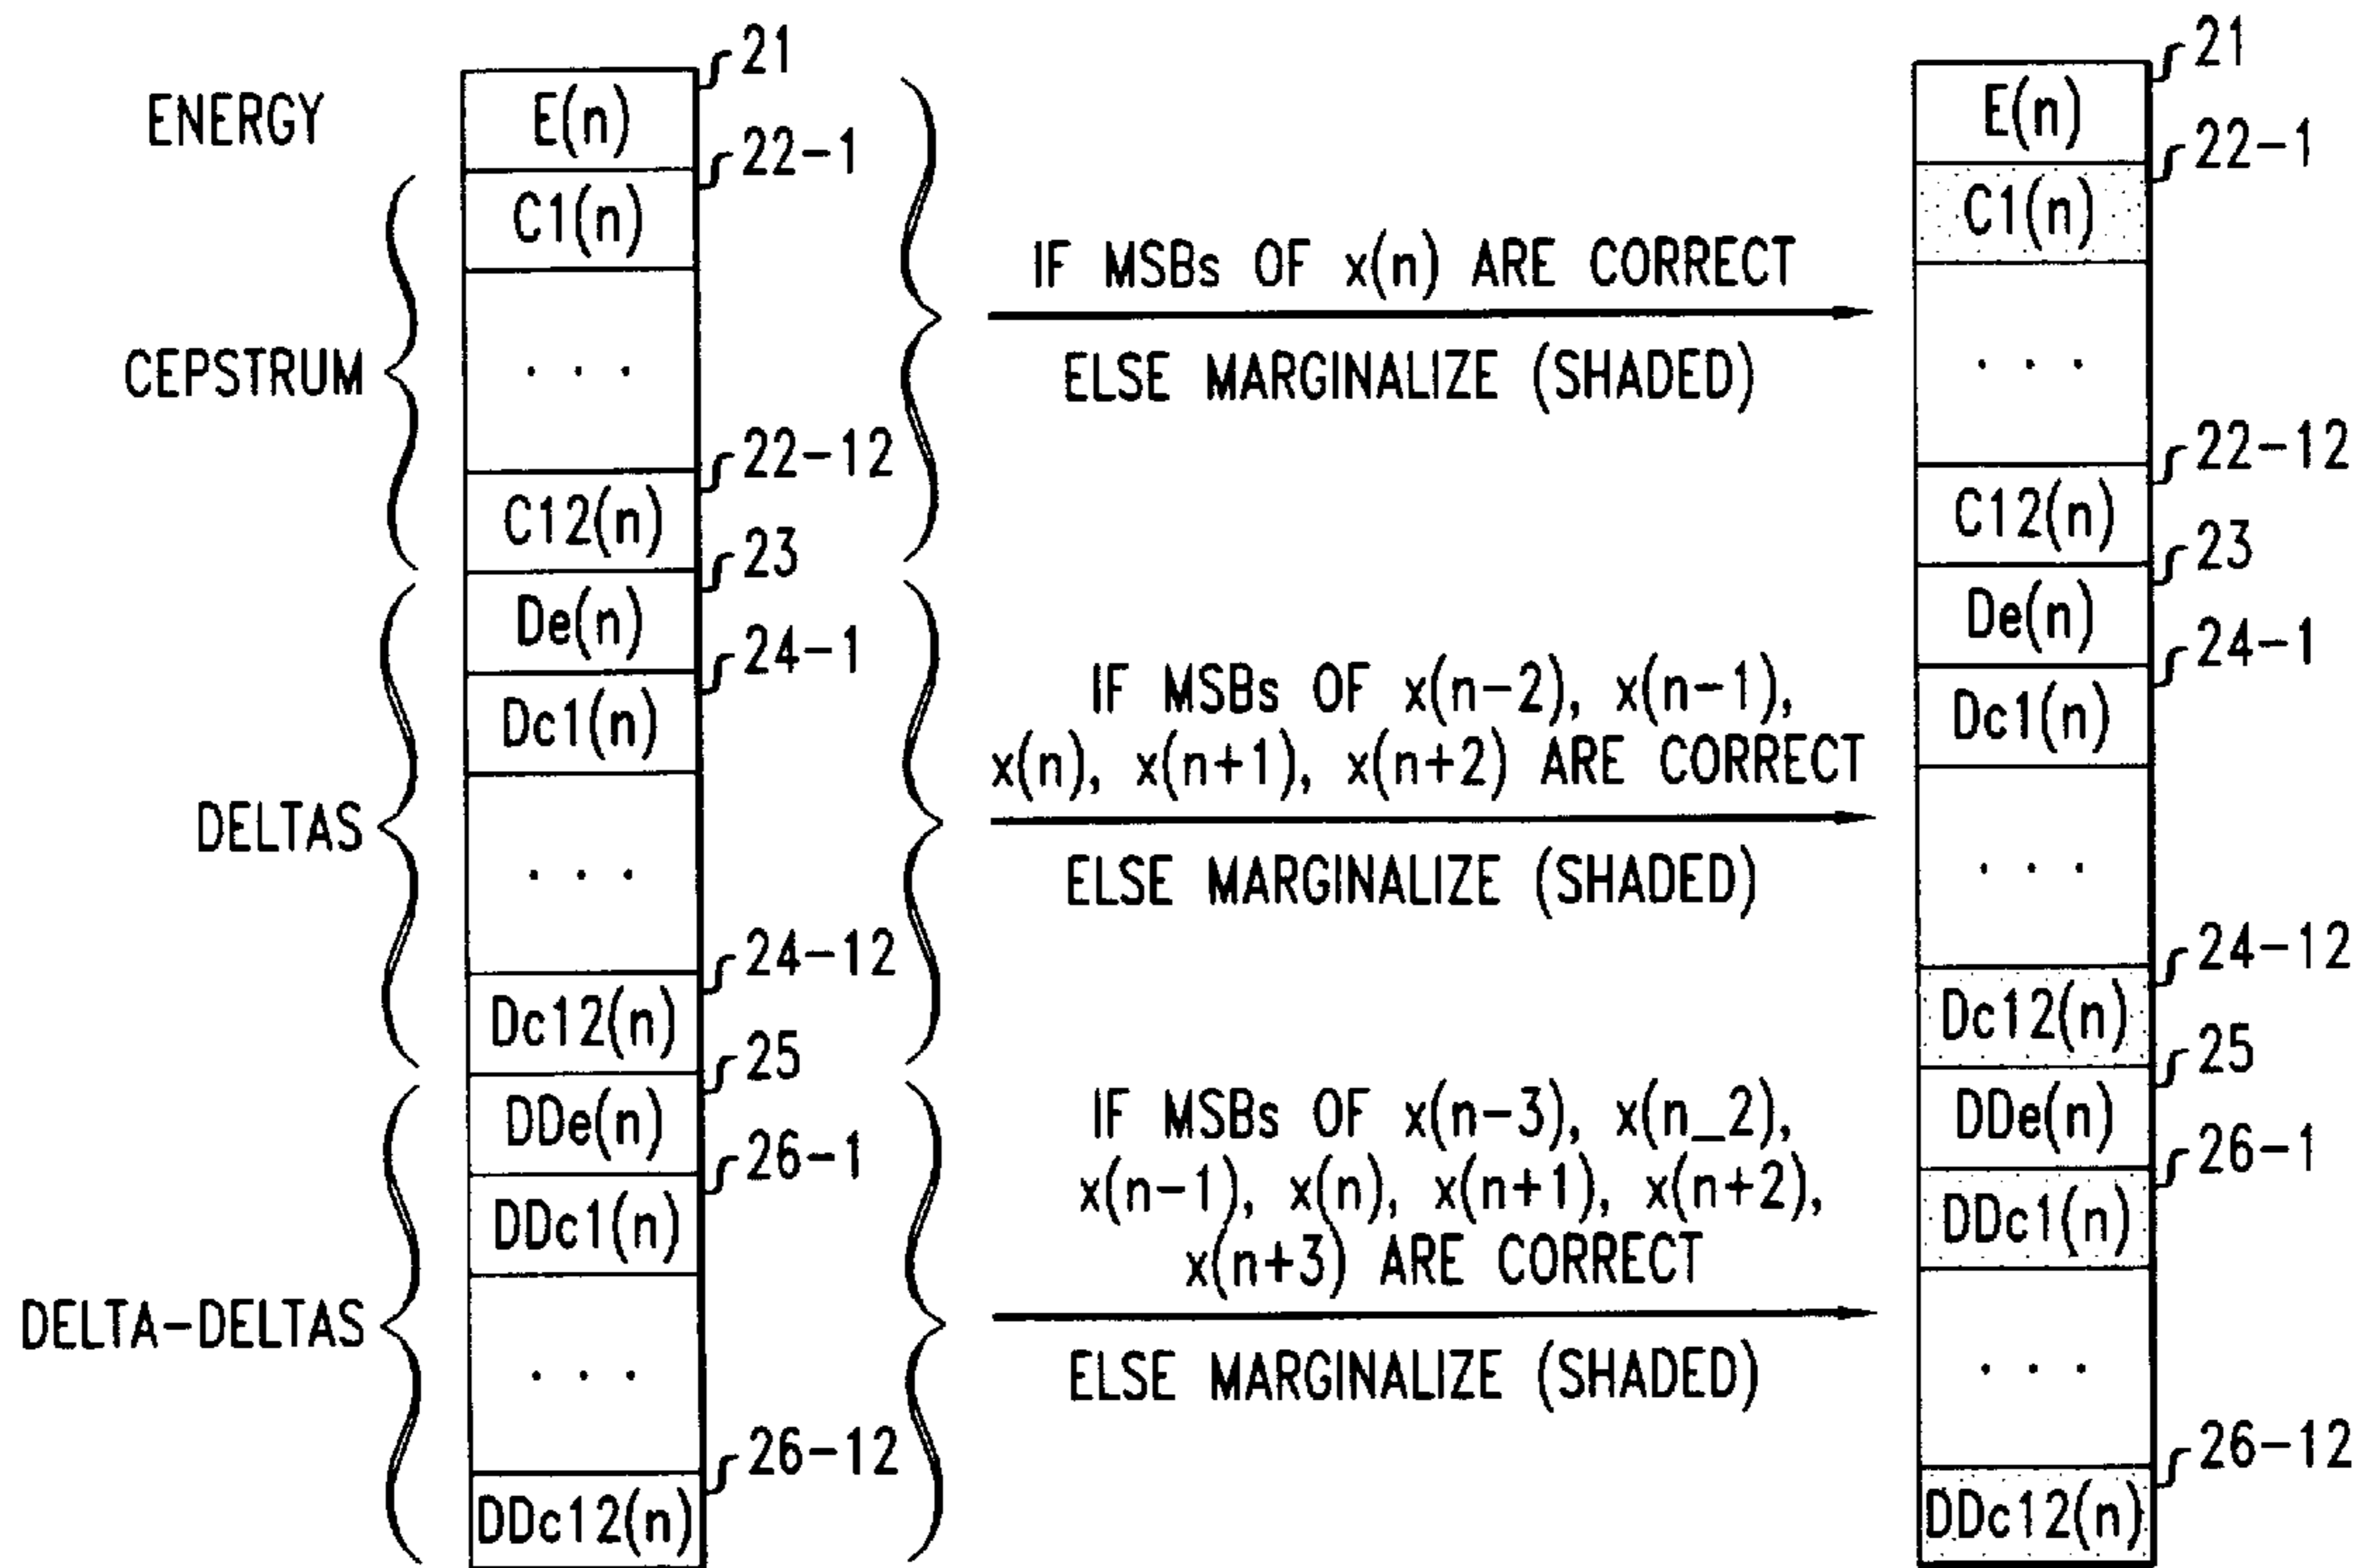 ENERGY
CEPSTRUM
DELTAS
DELTA-DELTAS
E(n) 21
C1(n) 22-1
. . .
C12(n) 22-12
De(n) 23
Dc1(n) 24-1
. . .
Dc12(n) 24-12
DDe(n) 25
DDc1(n) 26-1
. . .
DDc12(n) 26-12
IF MSBs OF x(n) ARE CORRECT
ELSE MARGINALIZE (SHADED)
IF MSBs OF x(n-2), x(n-1),
x(n), x(n+1), x(n+2) ARE CORRECT
ELSE MARGINALIZE (SHADED)
IF MSBs OF x(n-3), x(n_2),
x(n-1), x(n), x(n+1), x(n+2),
x(n+3) ARE CORRECT
ELSE MARGINALIZE (SHADED)
E(n) 21
C1(n) 22-1
. . .
C12(n) 22-12
De(n) 23
Dc1(n) 24-1
. . .
Dc12(n) 24-12
DDe(n) 25
DDc1(n) 26-1
. . .
DDc12(n) 26-12